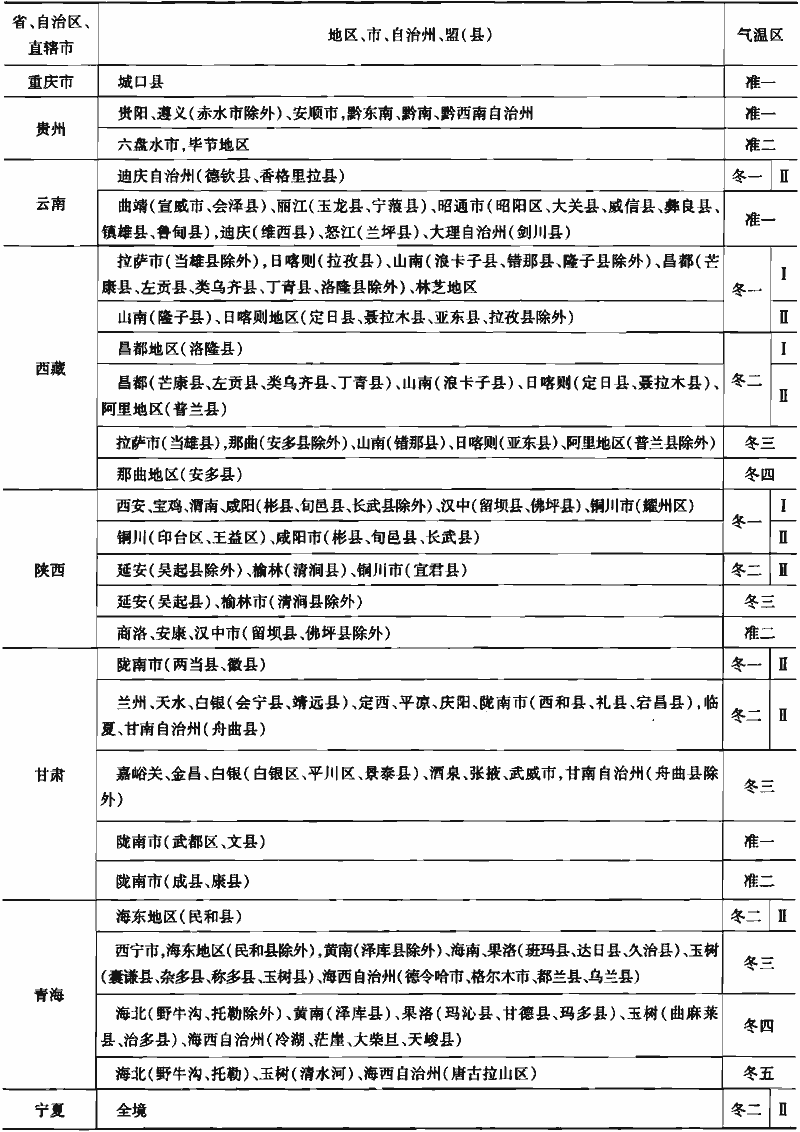 省、自治区、
直辖市
地区、市、自治州、盟(县)
气温区
重庆市
城口县
准一
贵州
贵阳、遵义(赤水市除外)、安顺市,黔东南、黔南、黔西南自治州
准一
六盘水市,毕节地区
准二
云南
迪庆自治州(德钦县、香格里拉县)
冬一
Ⅱ
曲靖(宣威市、会泽县)、丽江(玉龙县、宁蒗县)、昭通市(昭阳区、大关县、威信县、彝良县、
镇雄县、鲁甸县),迪庆(维西县)、怒江(兰坪县)、大理自治州(剑川县)
准一
西藏
拉萨市(当雄县除外),日喀则(拉孜县)、山南(浪卡子县、错那县、隆子县除外)、昌都(芒
康县、左贡县、类乌齐县、丁青县、洛隆县除外)、林芝地区
冬一
Ⅰ
山南(隆子县)、日喀则地区(定日县、聂拉木县、亚东县、拉孜县除外)
Ⅱ
昌都地区(洛隆县)
冬二
Ⅰ
昌都(芒康县、左贡县、类乌齐县、丁青县)、山南(浪卡子县)、日喀则(定日县、聂拉木县)、
阿里地区(普兰县)
Ⅱ
拉萨市(当雄县),那曲(安多县除外)、山南(错那县)、日喀则(亚东县)、阿里地区(普兰县除外)
冬三
那曲地区(安多县)
冬四
陕西
西安、宝鸡、渭南、咸阳(彬县、旬邑县、长武县除外)、汉中(留坝县、佛坪县)、铜川市(耀州区)
冬一
Ⅰ
铜川(印台区、王益区)、咸阳市(彬县、旬邑县、长武县)
Ⅱ
延安(吴起县除外)、榆林(清涧县)、铜川市(宜君县)
冬二
Ⅱ
延安(吴起县)、榆林市(清涧县除外)
冬三
商洛、安康、汉中市(留坝县、佛坪县除外)
准二
甘肃
陇南市(两当县、徽县)
冬一
Ⅱ
兰州、天水、白银(会宁县、靖远县)、定西、平凉、庆阳、陇南市(西和县、礼县、宕昌县),临
夏、甘南自治州(舟曲县)
冬二
Ⅱ
嘉峪关、金昌、白银(白银区、平川区、景泰县)、酒泉、张掖、武威市,甘南自治州(舟曲县除
外)
冬三
陇南市(武都区、文县)
准一
陇南市(成县、康县)
准二
青海
海东地区(民和县)
冬二
Ⅱ
西宁市,海东地区(民和县除外),黄南(泽库县除外)、海南、果洛(班玛县、达日县、久治县)、玉树
(囊谦县、杂多县、称多县、玉树县)、海西自治州(德令哈市、格尔木市、都兰县、乌兰县)
冬三
海北(野牛沟、托勒除外)、黄南(泽库县)、果洛(玛沁县、甘德县、玛多县)、玉树(曲麻莱
县、治多县)、海西自治州(冷湖、茫崖、大柴旦、天峻县)
冬四
海北(野牛沟、托勒)、玉树(清水河)、海西自治州(唐古拉山区)
冬五
宁夏
全境
冬二
Ⅱ